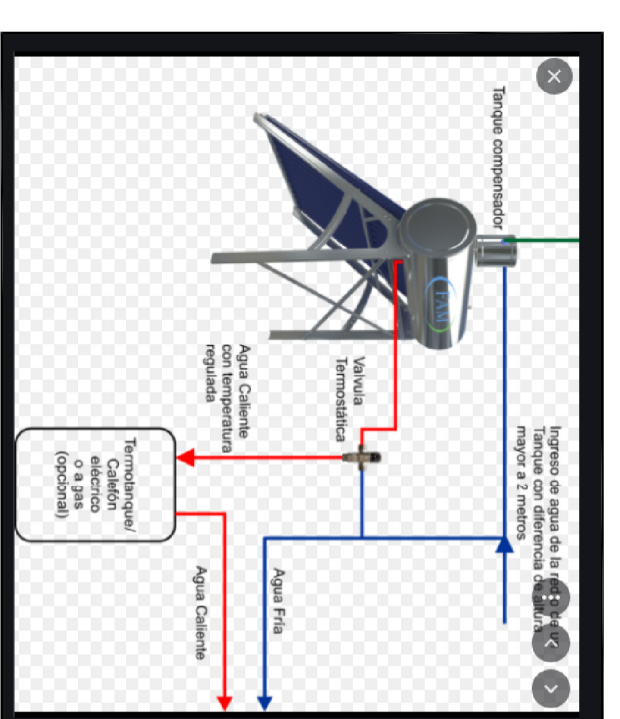 Tanque compensador
FAM
Ingreso de agua de la red o de un
Tanque con diferencia de altura
mayor a 2 metros
Valvula
Termostática
Agua Caliente
con temperatura
regulada
Termotanque/
Calefón
eléctrico
o a gas
(opcional)
Agua Fría
Agua Caliente